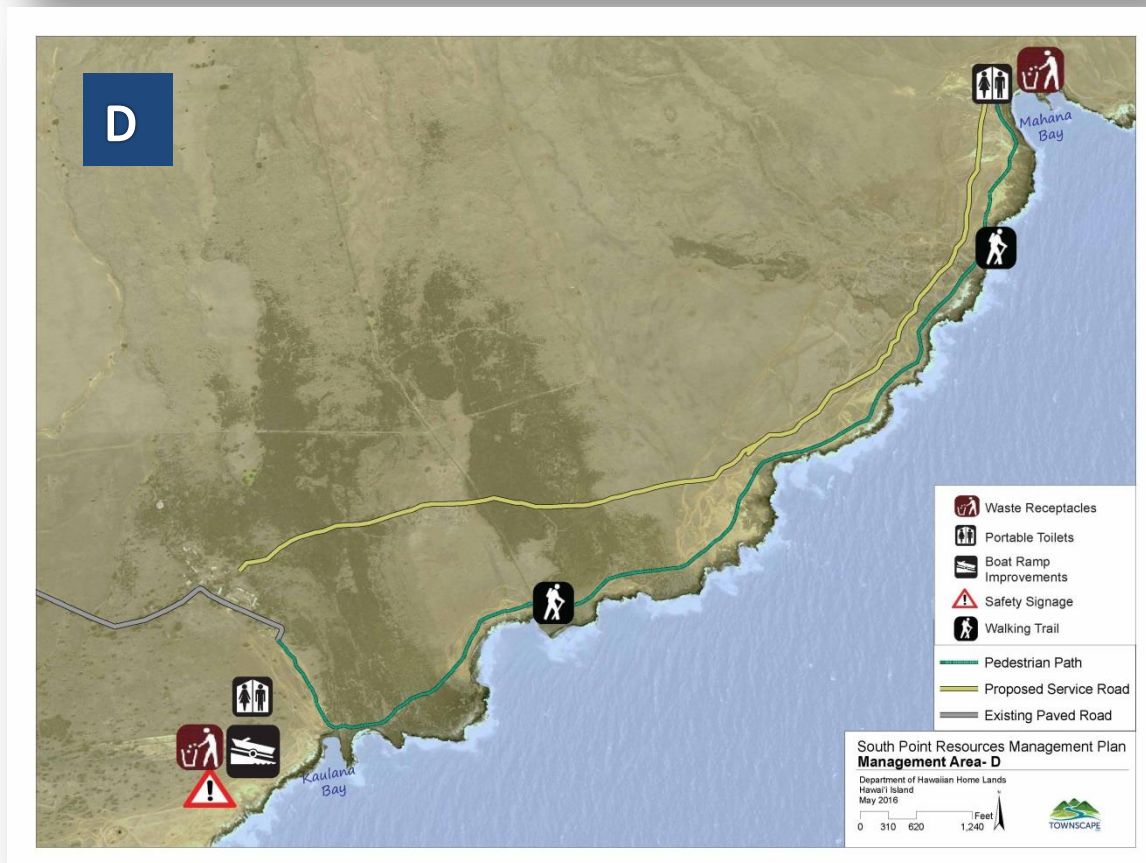 D
Mahana
Bay
Kaulana
Bay
Waste Receptacles
Portable Toilets
Boat Ramp
Improvements
Safety Signage
Walking Trail
Pedestrian Path
Proposed Service Road
Existing Paved Road
South Point Resources Management Plan
Management Area- D
Department of Hawaiian Home Lands
Hawai'i Island
May 2016
N
Feet
0 310 620 1,240
TOWNSCAPE